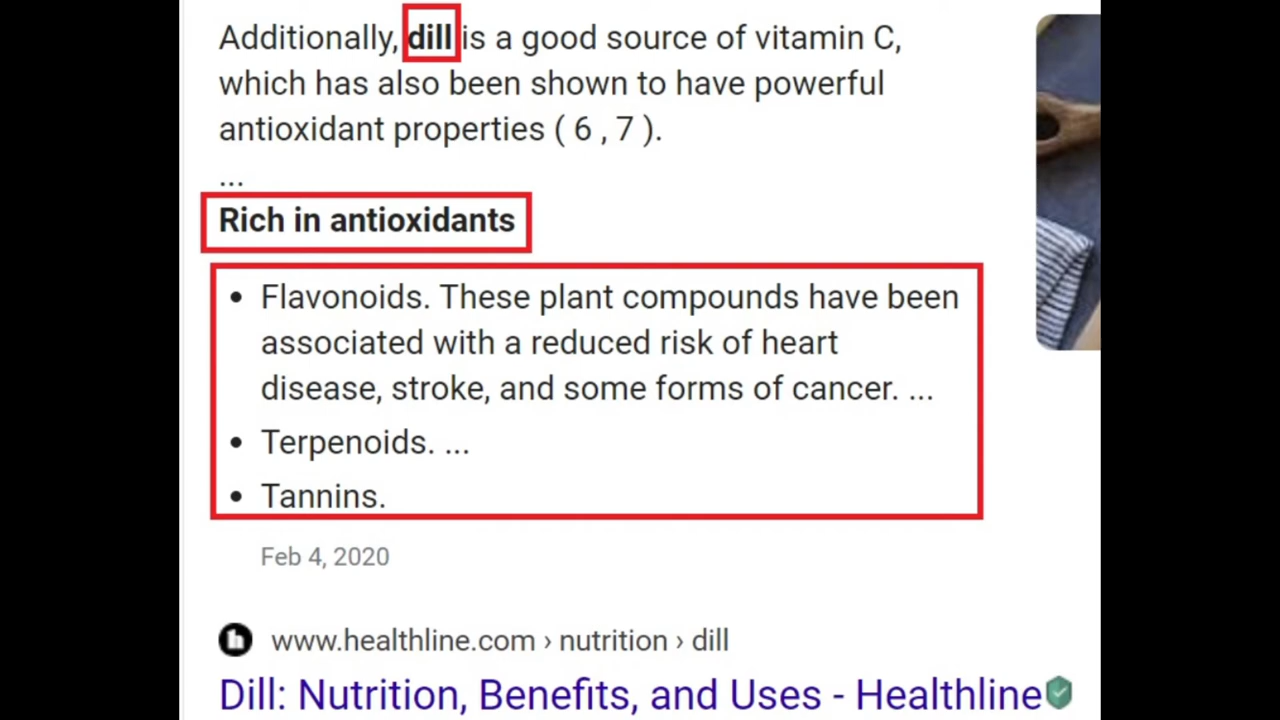 Additionally, dill is a good source of vitamin C,
which has also been shown to have powerful
antioxidant properties ( 6 , 7 ).
...
Rich in antioxidants
• Flavonoids. These plant compounds have been
associated with a reduced risk of heart
disease, stroke, and some forms of cancer. ...
• Terpenoids. ...
• Tannins.
Feb 4, 2020
www.healthline.com › nutrition › dill
Dill: Nutrition, Benefits, and Uses - Healthline